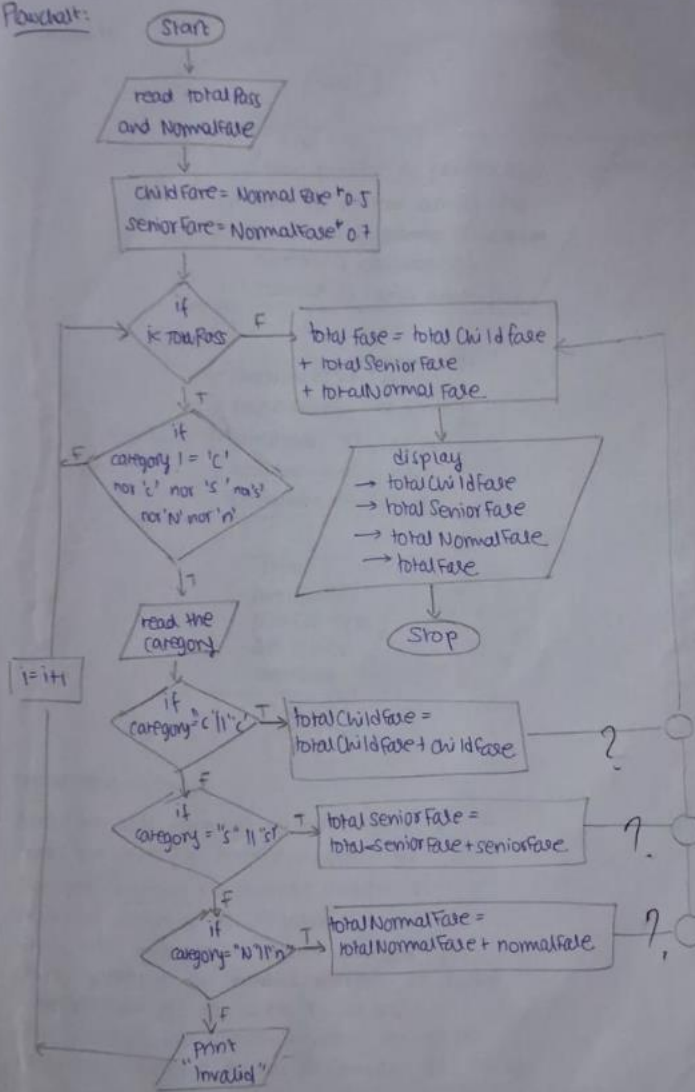 Flowchart:
Start
read totalPass
and NormalFare
childFare = NormalFare * 0.5
seniorFare = NormalFare * 0.7
if
i< TotalPass
F
T
totalFare = totalChildfare
+ totalSeniorFare
+ totalNormalFare
if
category != 'C'
nor 'c' nor 'S' nor 's'
nor 'N' nor 'n'
F
T
display
→ totalChildFare
→ totalSeniorFare
→ totalNormalFare
→ totalFare
Stop
read the
category
i = i+1
if
category="c"||"c"
T
F
totalChildFare =
totalChildFare + childFare
?
if
category = "s" || "s"
T
F
total seniorFare =
total-seniorFare + seniorFare
?
if
category="N"||"n"
T
F
totalNormalFare =
totalNormalFare + normalFare
?
Print
"Invalid"